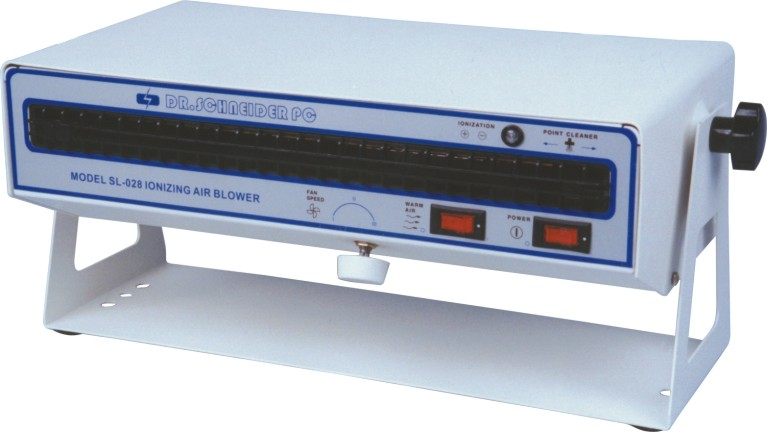 DR.SCHNEIDER PC
IONIZATION
POINT CLEANER
MODEL SL-028 IONIZING AIR BLOWER
FAN
SPEED
WARM
AIR
POWER